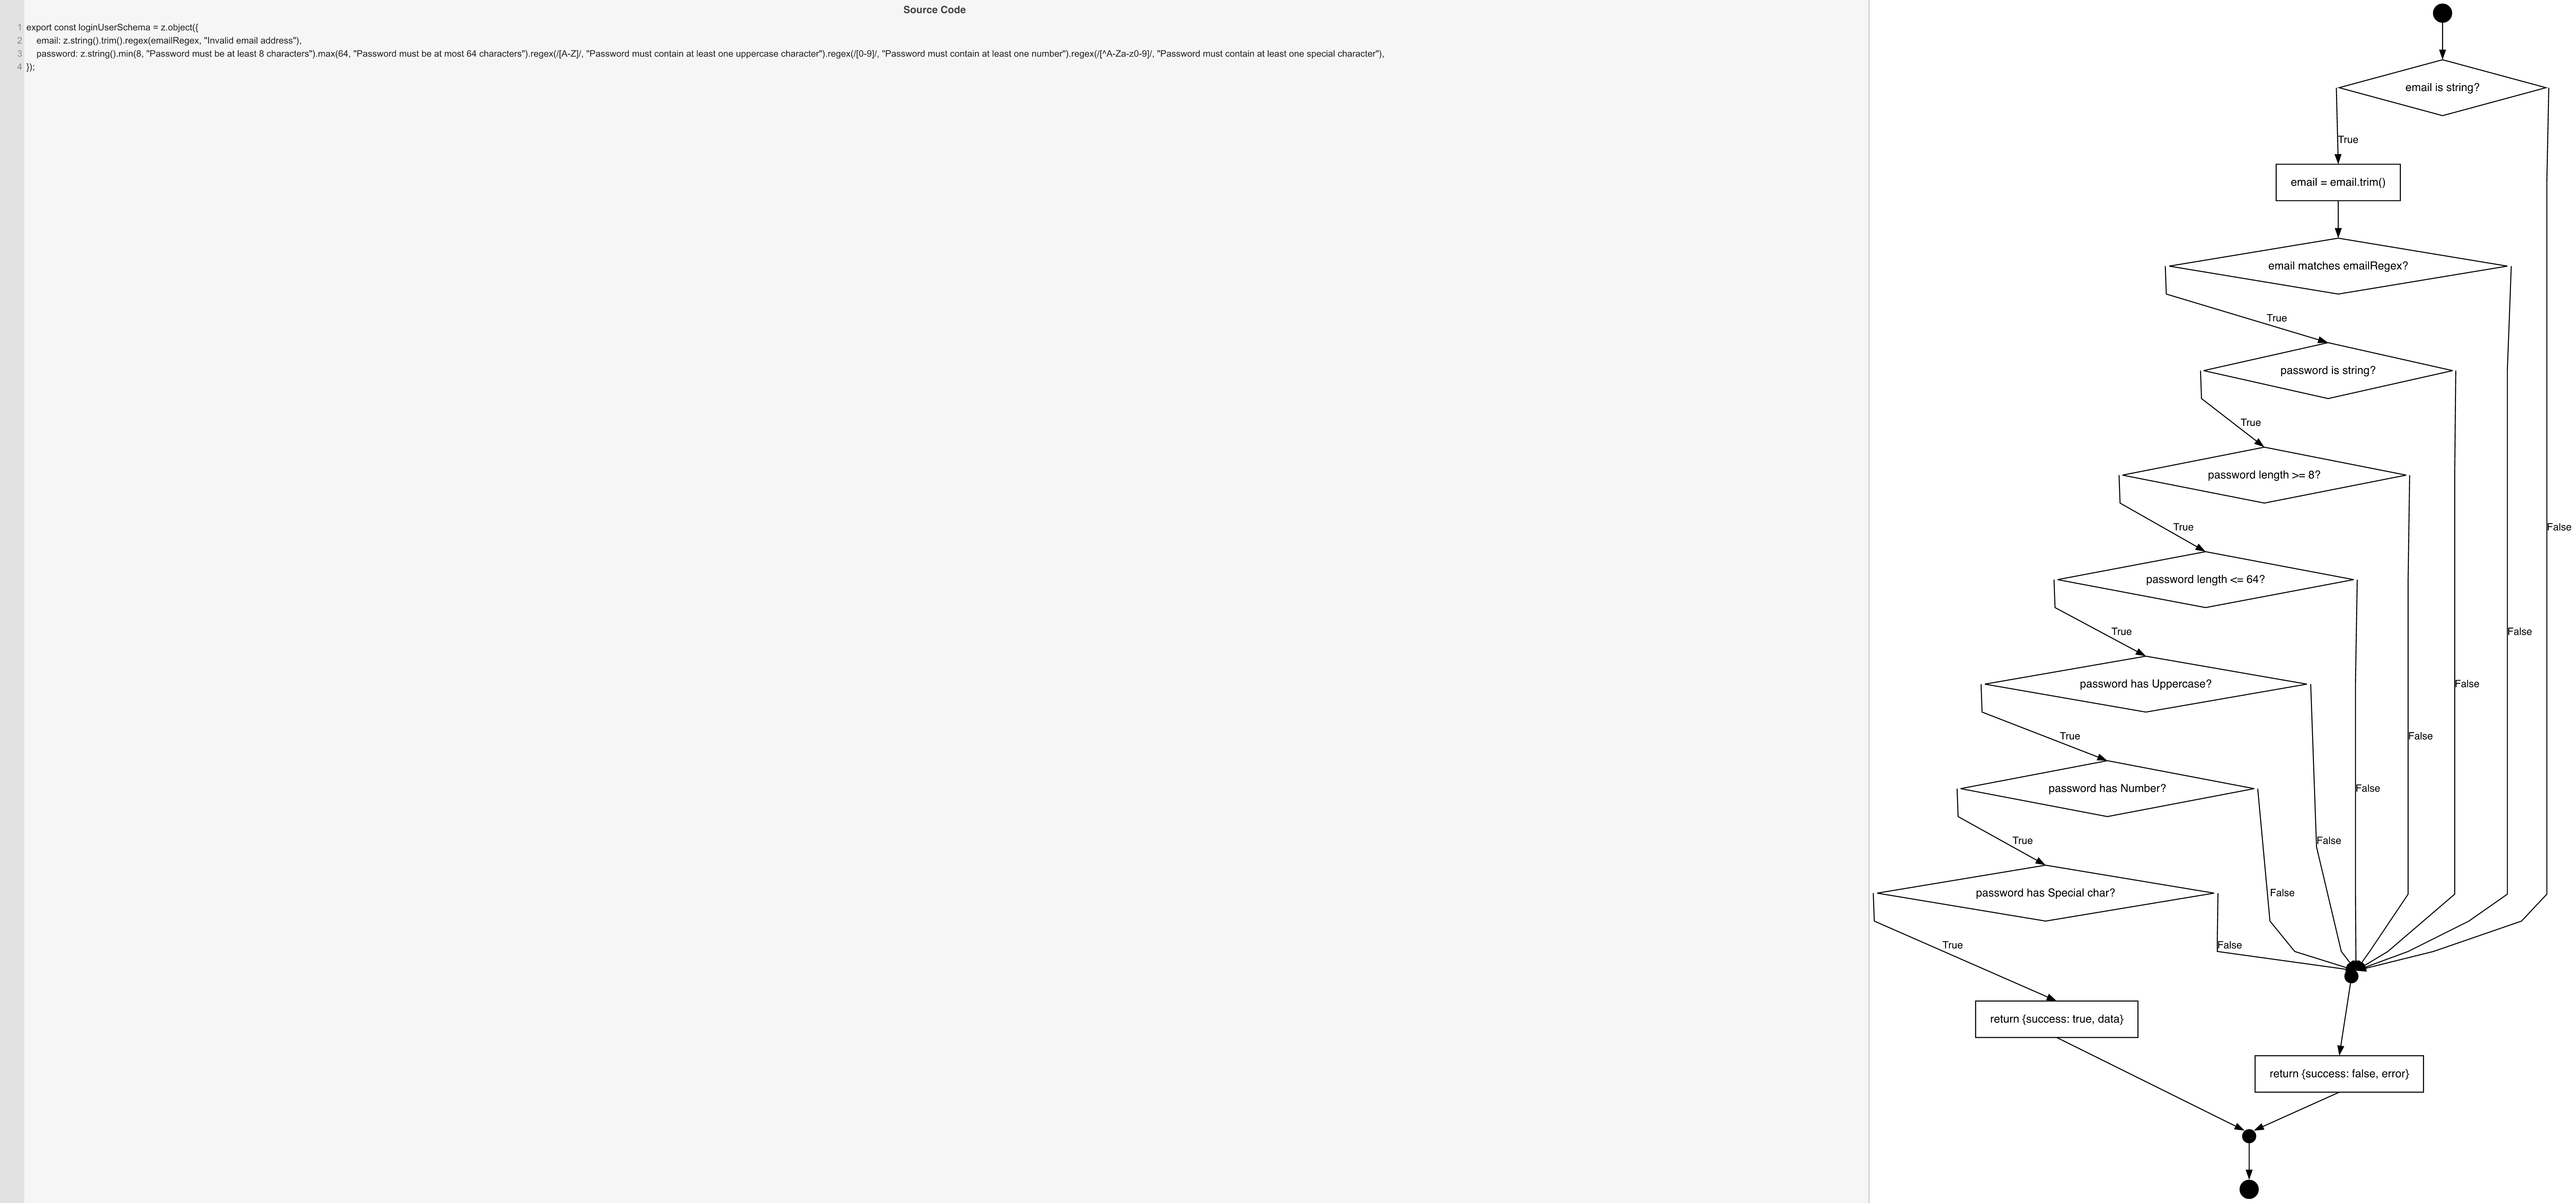 Source Code
1 export const loginUserSchema = z.object({
2 email: z.string().trim().regex(emailRegex, "Invalid email address"),
3 password: z.string().min(8, "Password must be at least 8 characters").max(64, "Password must be at most 64 characters").regex(/[A-Z]/, "Password must contain at least one uppercase character").regex(/[0-9]/, "Password must contain at least one number").regex(/[^A-Za-z0-9]/, "Password must contain at least one special character"),
4 });
email is string?
True
email = email.trim()
email matches emailRegex?
True
password is string?
True
password length >= 8?
True
False
password length <= 64?
True
False
password has Uppercase?
False
True
False
password has Number?
False
True
False
password has Special char?
False
True
False
return {success: true, data}
return {success: false, error}